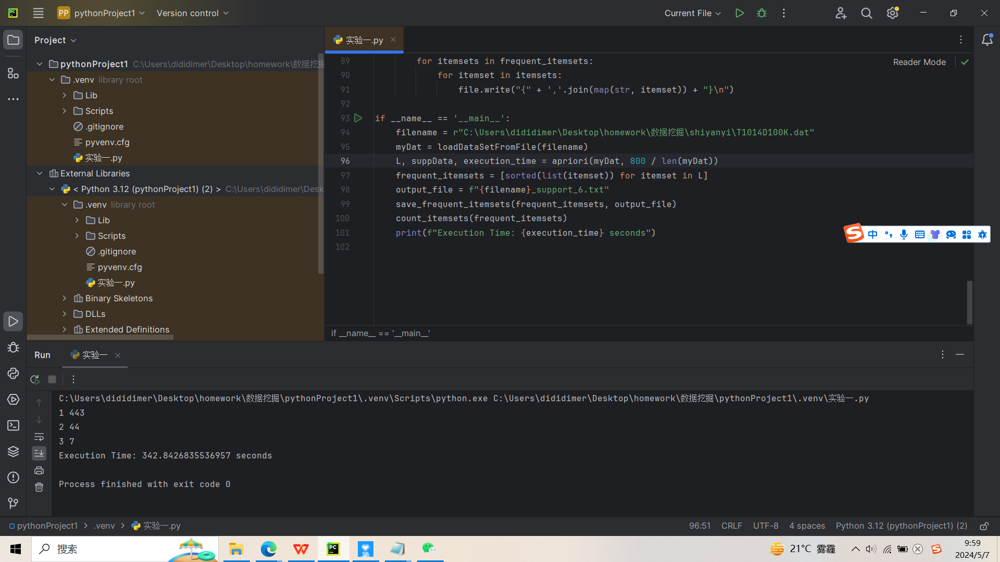 PP pythonProject1 Version control Current File
Project
pythonProject1 C:\Users\dididimer\Desktop\homework\数据挖掘
.venv library root
Lib
Scripts
.gitignore
pyvenv.cfg
实验一.py
External Libraries
< Python 3.12 (pythonProject1) (2) > C:\Users\dididimer\Desk
.venv library root
Lib
Scripts
.gitignore
pyvenv.cfg
实验一.py
Binary Skeletons
DLLs
Extended Definitions
实验一.py
Reader Mode
89 for itemsets in frequent_itemsets:
90 for itemset in itemsets:
91 file.write("{" + ','.join(map(str, itemset)) + "}\n")
92
93 if __name__ == '__main__':
94 filename = r"C:\Users\dididimer\Desktop\homework\数据挖掘\shiyanyi\T1014D100K.dat"
95 myDat = loadDataSetFromFile(filename)
96 L, suppData, execution_time = apriori(myDat, 800 / len(myDat))
97 frequent_itemsets = [sorted(list(itemset)) for itemset in L]
98 output_file = f"{filename}_support_6.txt"
99 save_frequent_itemsets(frequent_itemsets, output_file)
100 count_itemsets(frequent_itemsets)
101 print(f"Execution Time: {execution_time} seconds")
102
中
if __name__ == '__main__'
Run 实验一
C:\Users\dididimer\Desktop\homework\数据挖掘\pythonProject1\.venv\Scripts\python.exe C:\Users\dididimer\Desktop\homework\数据挖掘\pythonProject1\.venv\实验一.py
1 443
2 44
3 7
Execution Time: 342.8426835536957 seconds
Process finished with exit code 0
pythonProject1 > .venv > 实验一.py 96:51 CRLF UTF-8 4 spaces Python 3.12 (pythonProject1) (2)
搜索 21°C 雾霾 9:59
2024/5/7